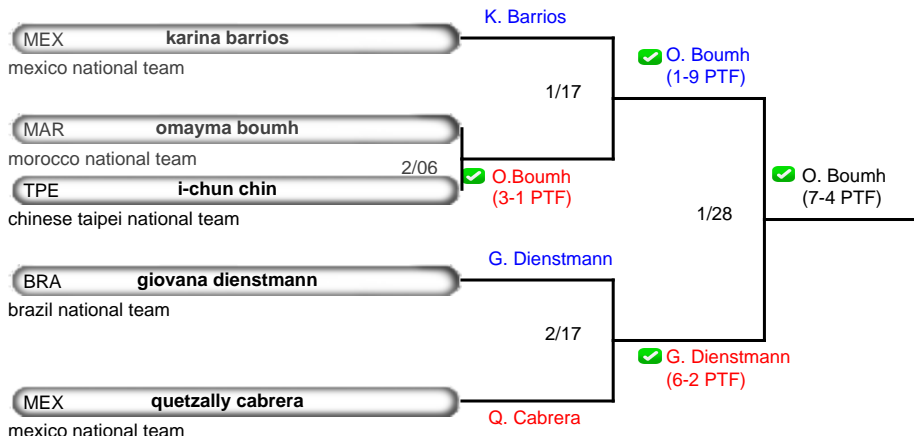 K. Barrios
MEX karina barrios
mexico national team
O. Boumh
(1-9 PTF)
1/17
MAR omayma boumh
morocco national team
2/06
O.Boumh
(3-1 PTF)
TPE i-chun chin
chinese taipei national team
O. Boumh
(7-4 PTF)
1/28
G. Dienstmann
BRA giovana dienstmann
brazil national team
2/17
G. Dienstmann
(6-2 PTF)
MEX quetzally cabrera
Q. Cabrera
mexico national team